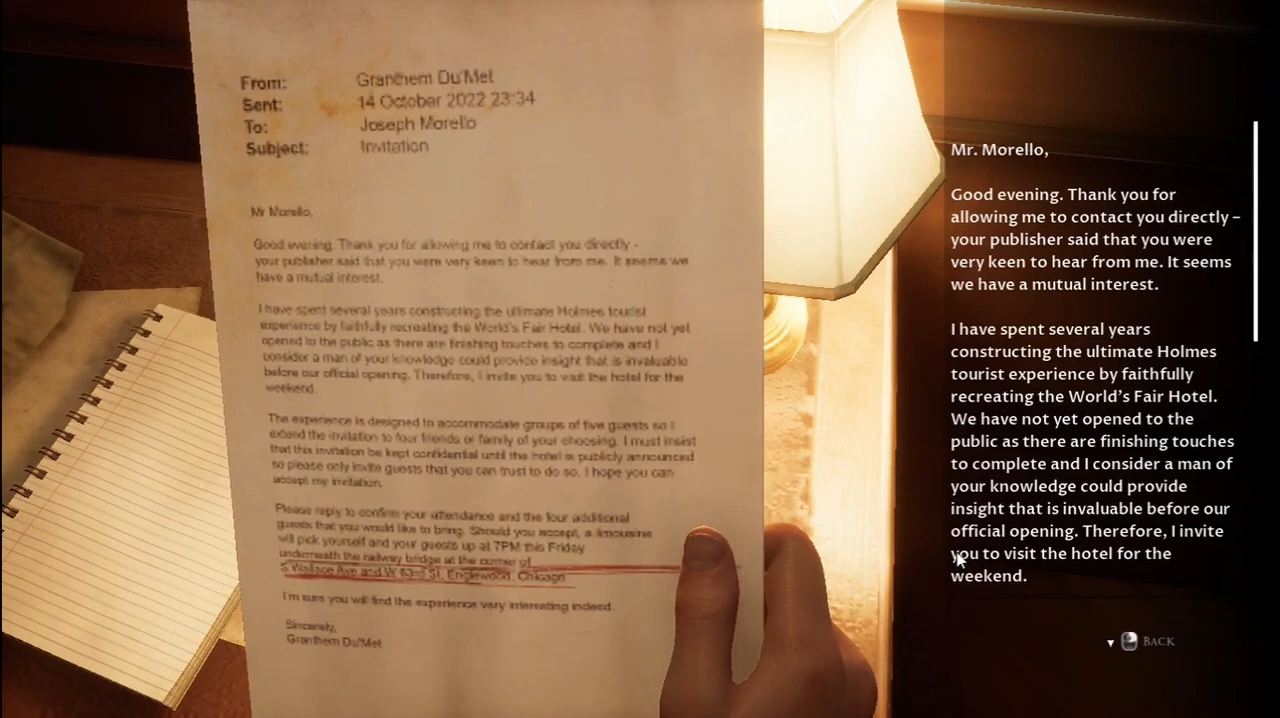 From: Granthem Du'Met
Sent: 14 October 2022 23:34
To: Joseph Morello
Subject: Invitation
Mr Morello,
Good evening. Thank you for allowing me to contact you directly -
your publisher said that you were very keen to hear from me. It seems we
have a mutual interest.
I have spent several years constructing the ultimate Holmes tourist
experience by faithfully recreating the World's Fair Hotel. We have not yet
opened to the public as there are finishing touches to complete and I
consider a man of your knowledge could provide insight that is invaluable
before our official opening. Therefore, I invite you to visit the hotel for the
weekend.
The experience is designed to accommodate groups of five guests so I
extend the invitation to four friends or family of your choosing. I must insist
that this invitation be kept confidential until the hotel is publicly announced
so please only invite guests that you can trust to do so. I hope you can
accept my invitation.
Please reply to confirm your attendance and the four additional
guests that you would like to bring. Should you accept, a limousine
will pick yourself and your guests up at 7PM this Friday
underneath the railway bridge at the corner of
S Wallace Ave and W 63rd St, Englewood, Chicago
I'm sure you will find the experience very interesting indeed.
Sincerely,
Granthem Du'Met
Mr. Morello,
Good evening. Thank you for
allowing me to contact you directly –
your publisher said that you were
very keen to hear from me. It seems
we have a mutual interest.
I have spent several years
constructing the ultimate Holmes
tourist experience by faithfully
recreating the World's Fair Hotel.
We have not yet opened to the
public as there are finishing touches
to complete and I consider a man of
your knowledge could provide
insight that is invaluable before our
official opening. Therefore, I invite
you to visit the hotel for the
weekend.
BACK